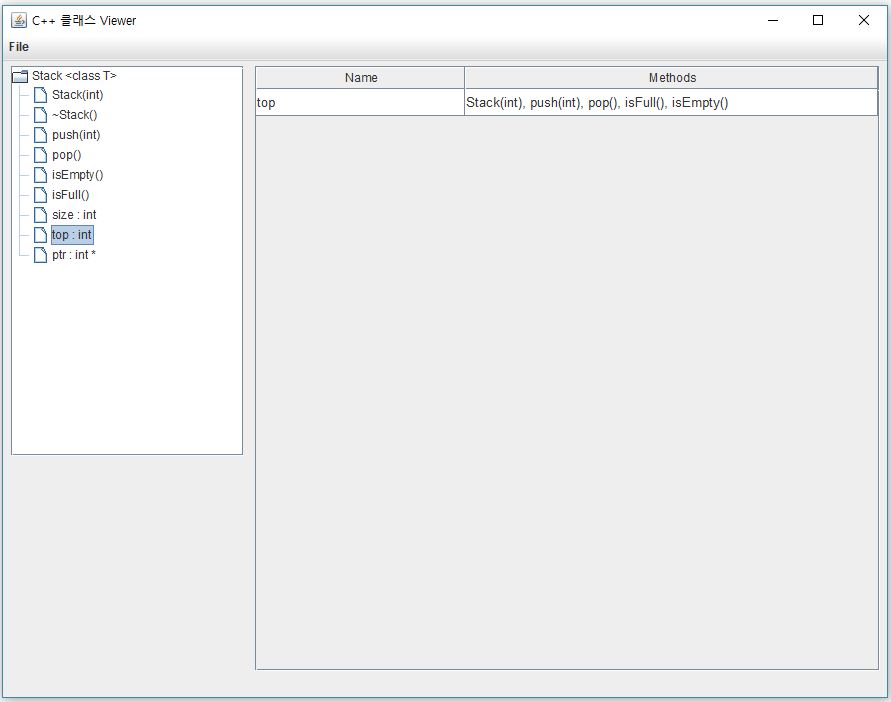 C++ 클래스 Viewer
File
Stack <class T>
Stack(int)
~Stack()
push(int)
pop()
isEmpty()
isFull()
size : int
top : int
ptr : int *
Name Methods
top Stack(int), push(int), pop(), isFull(), isEmpty()